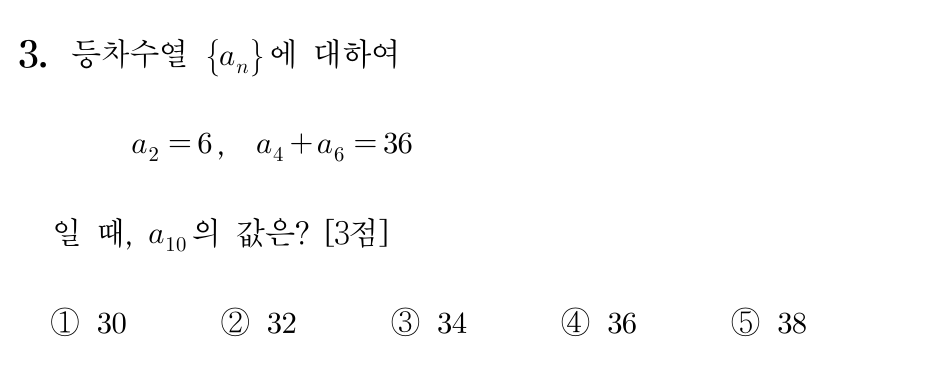 3. 등차수열 {aₙ}에 대하여
a₂ = 6, a₄ + a₆ = 36
일 때, a₁₀의 값은? [3점]
① 30 ② 32 ③ 34 ④ 36 ⑤ 38